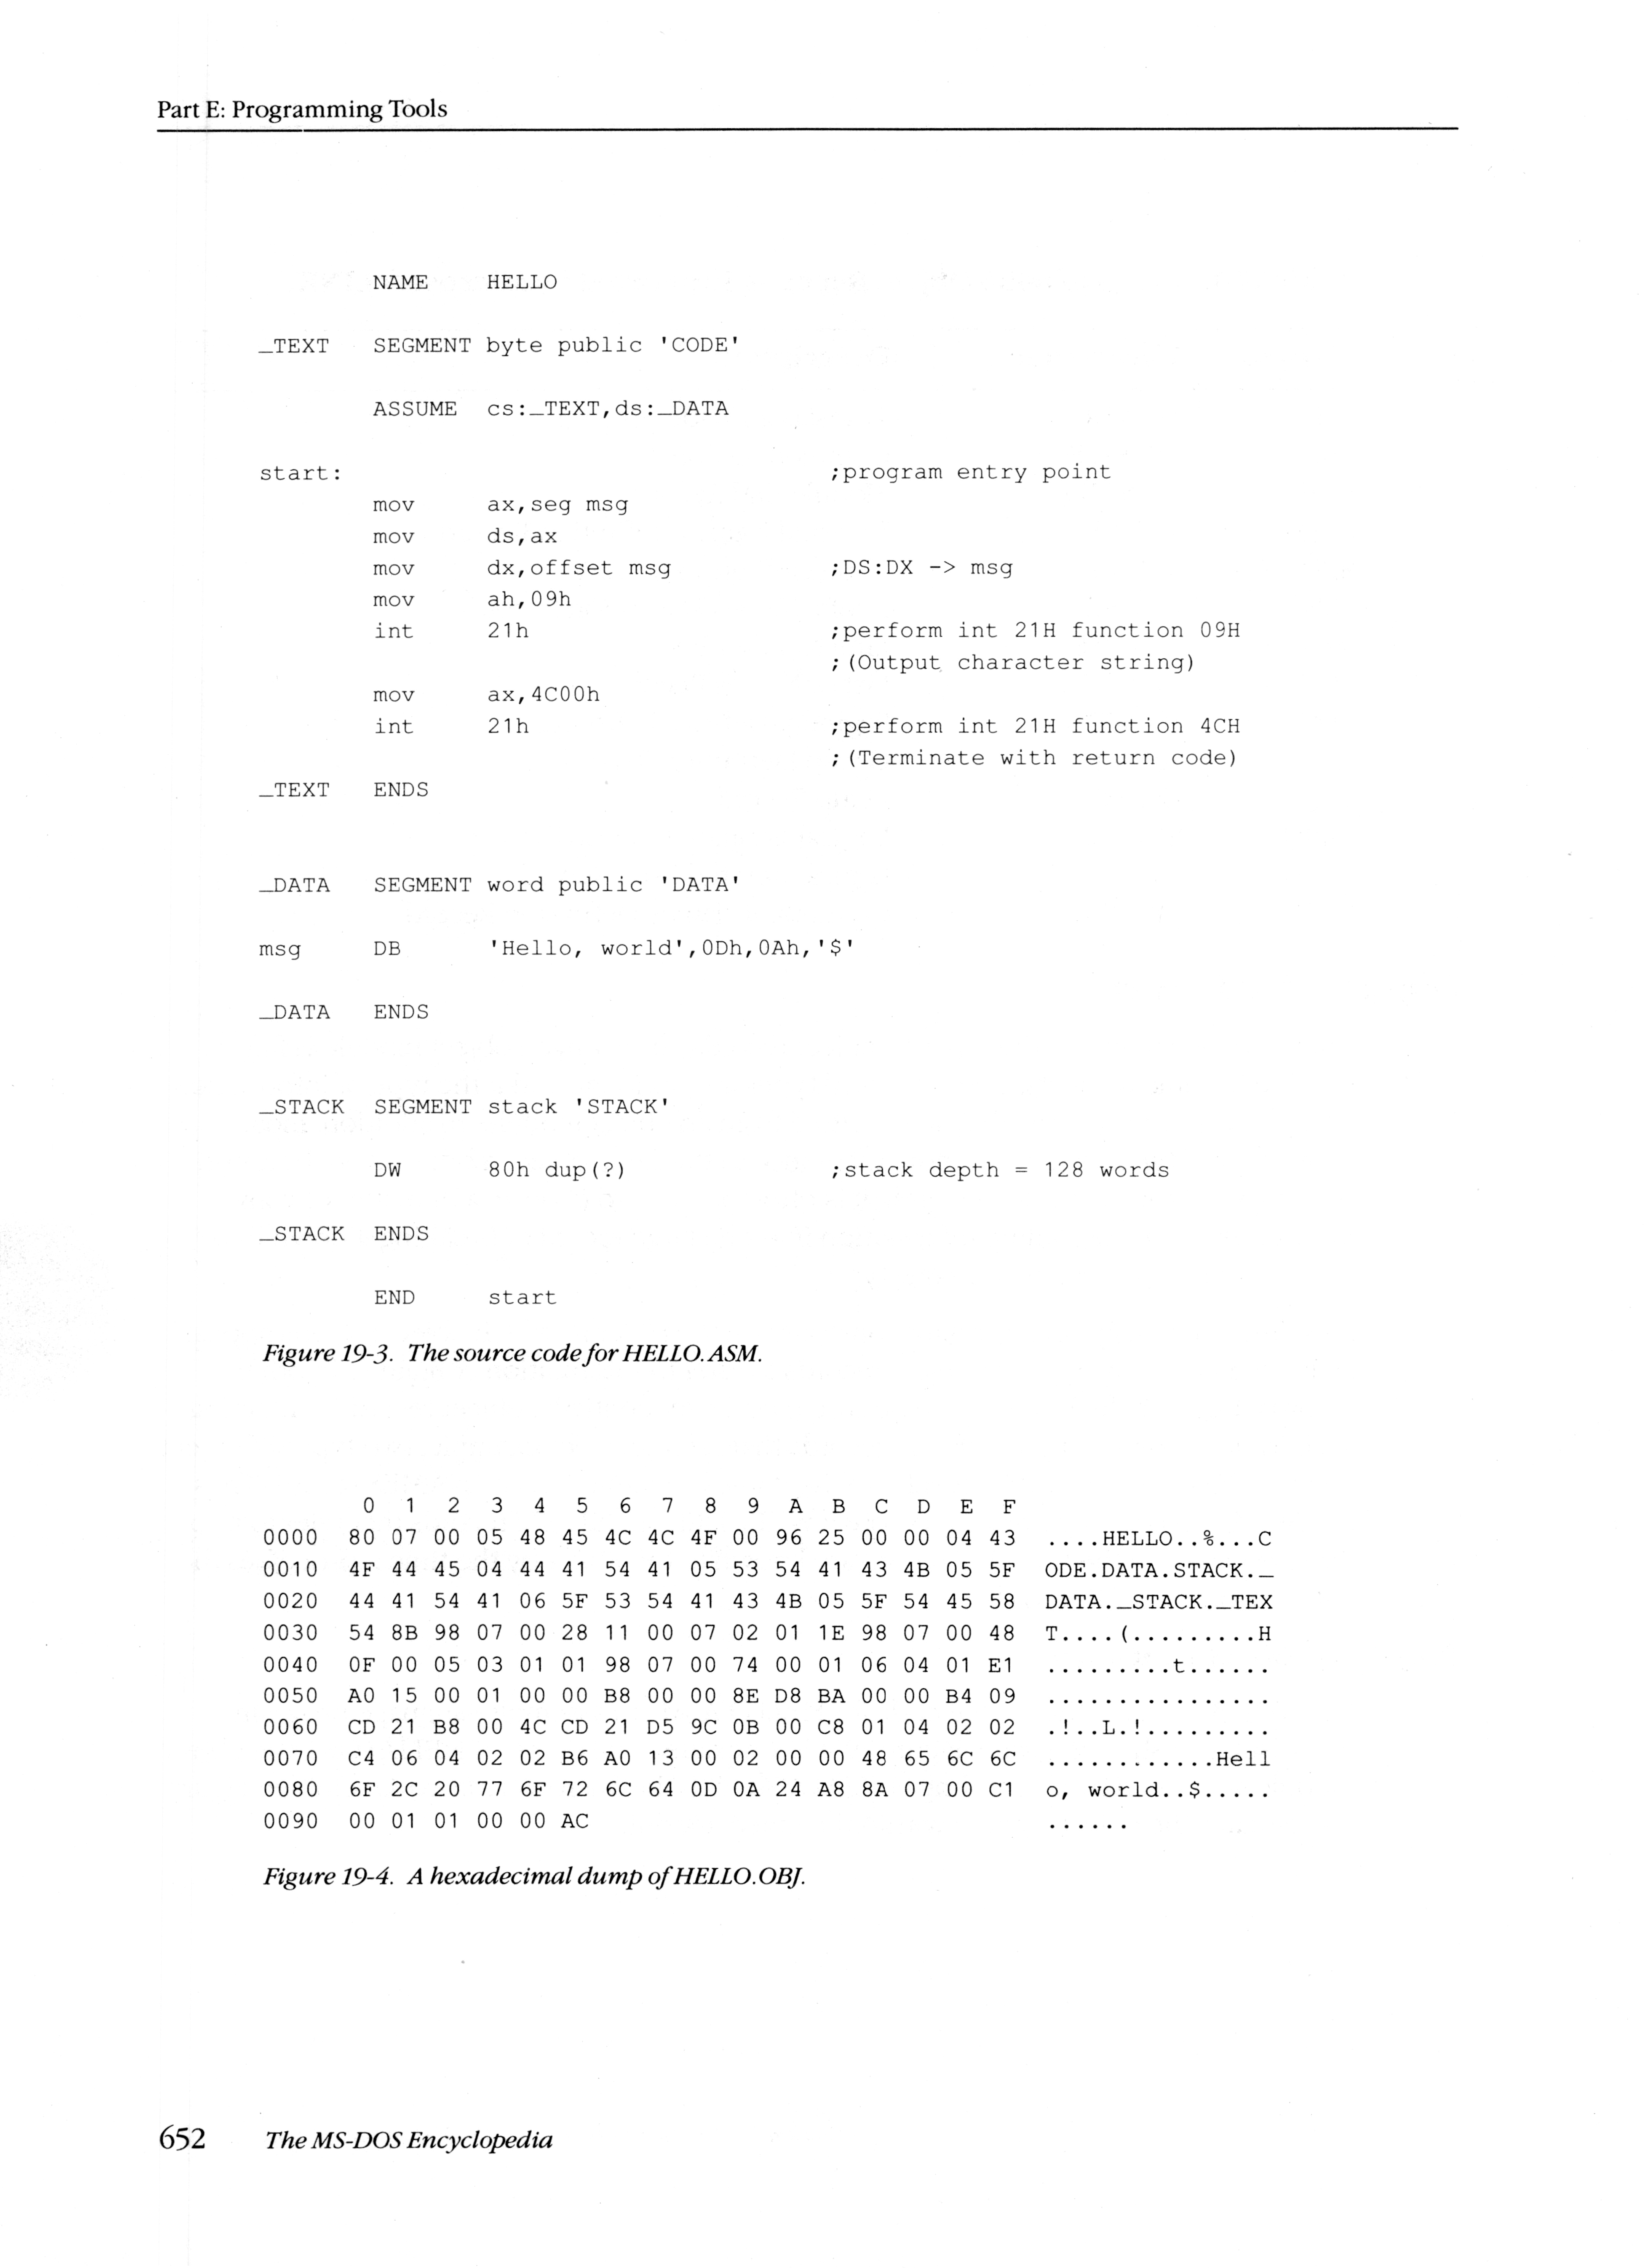 Part E: Programming Tools
NAME HELLO
_TEXT SEGMENT byte public 'CODE'
ASSUME cs:_TEXT,ds:_DATA
start: ;program entry point
mov ax,seg msg
mov ds,ax
mov dx,offset msg ;DS:DX -> msg
mov ah,09h
int 21h ;perform int 21H function 09H
;(Output character string)
mov ax,4C00h
int 21h ;perform int 21H function 4CH
;(Terminate with return code)
_TEXT ENDS
_DATA SEGMENT word public 'DATA'
msg DB 'Hello, world',0Dh,0Ah,'$'
_DATA ENDS
_STACK SEGMENT stack 'STACK'
DW 80h dup(?) ;stack depth = 128 words
_STACK ENDS
END start
Figure 19-3. The source code for HELLO.ASM.
0 1 2 3 4 5 6 7 8 9 A B C D E F
0000 80 07 00 05 48 45 4C 4C 4F 00 96 25 00 00 04 43 ....HELLO..%...C
0010 4F 44 45 04 44 41 54 41 05 53 54 41 43 4B 05 5F ODE.DATA.STACK._
0020 44 41 54 41 06 5F 53 54 41 43 4B 05 5F 54 45 58 DATA._STACK._TEX
0030 54 8B 98 07 00 28 11 00 07 02 01 1E 98 07 00 48 T....(.........H
0040 0F 00 05 03 01 01 98 07 00 74 00 01 06 04 01 E1 .........t......
0050 A0 15 00 01 00 00 B8 00 00 8E D8 BA 00 00 B4 09 ................
0060 CD 21 B8 00 4C CD 21 D5 9C 0B 00 C8 01 04 02 02 .!..L.!.........
0070 C4 06 04 02 02 B6 A0 13 00 02 00 00 48 65 6C 6C ............Hell
0080 6F 2C 20 77 6F 72 6C 64 0D 0A 24 A8 8A 07 00 C1 o, world..$.....
0090 00 01 01 00 00 AC ......
Figure 19-4. A hexadecimal dump of HELLO.OBJ.
652 The MS-DOS Encyclopedia